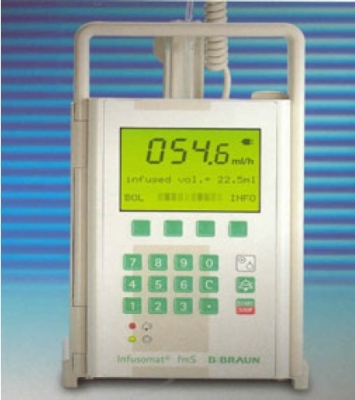 054.6 ml/h
infused vol.= 22.5ml
BOL INFO
7 8 9 0
4 5 6 C
1 2 3 .
START
STOP
Infusomat® fmS B|BRAUN